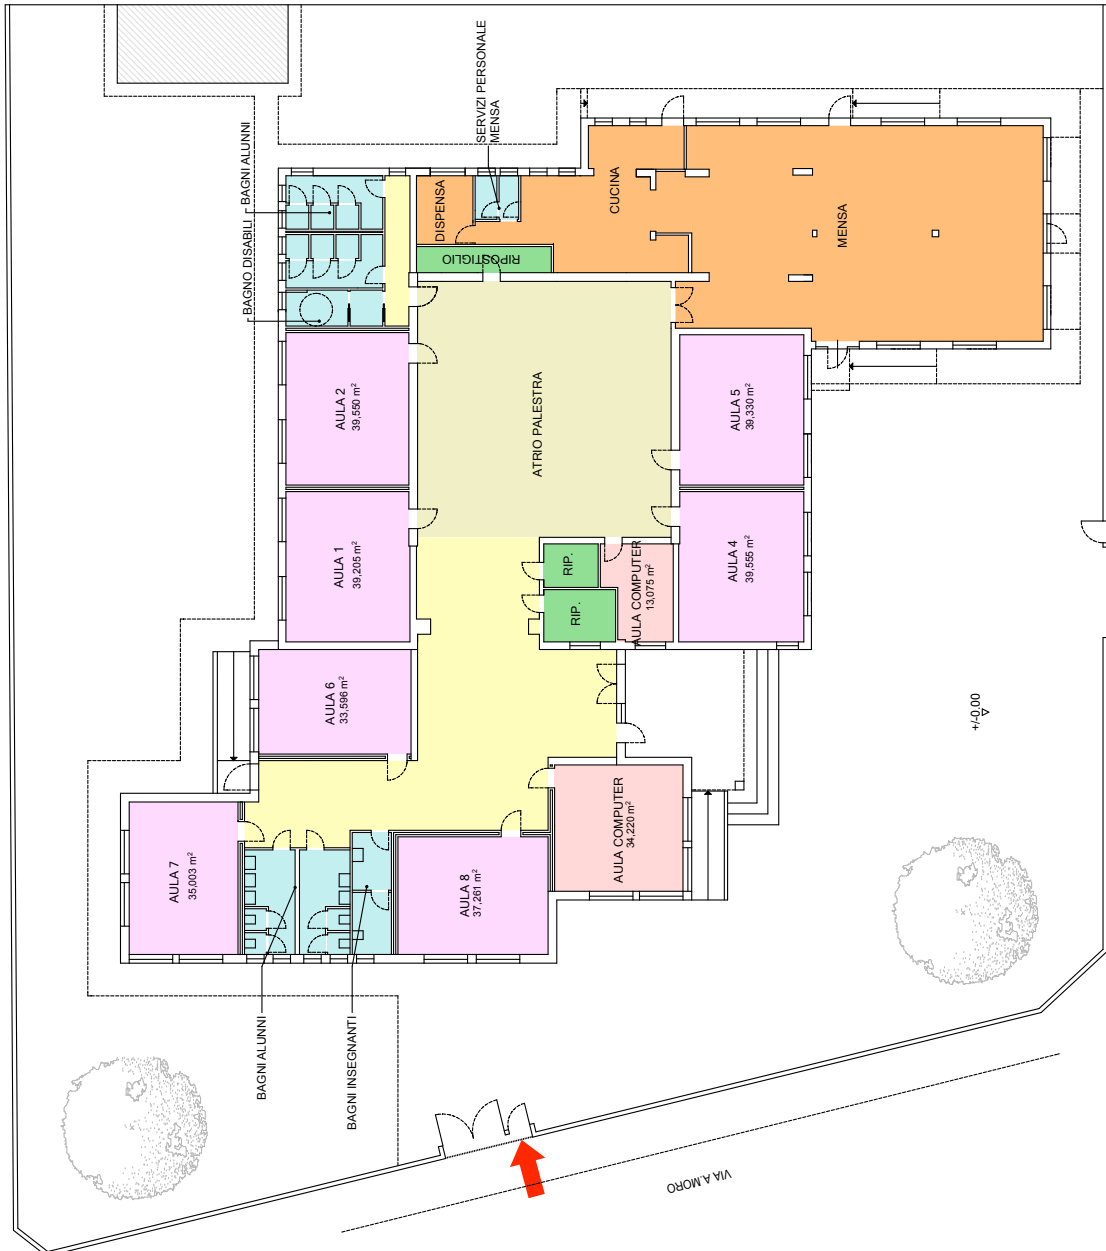 SERVIZI PERSONALE
MENSA
BAGNI ALUNNI
BAGNO DISABILI
DISPENSA
RIPOSTIGLIO
CUCINA
MENSA
AULA 2
39,550 m²
ATRIO PALESTRA
AULA 5
39,330 m²
AULA 1
39,205 m²
RIP.
RIP.
AULA COMPUTER
13,075 m²
AULA 4
39,555 m²
AULA 6
33,596 m²
+/-0.00
AULA 7
35,003 m²
AULA 8
37,261 m²
AULA COMPUTER
34,220 m²
BAGNI ALUNNI
BAGNI INSEGNANTI
VIA A.MORO